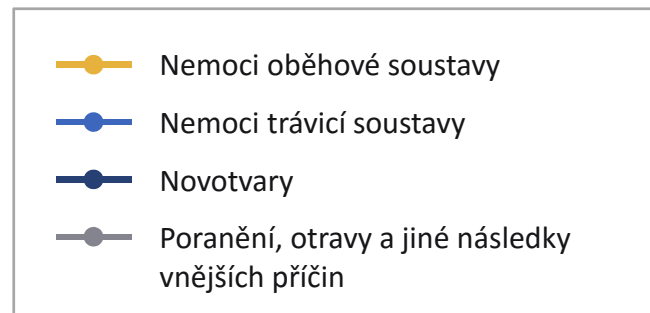 Nemoci oběhové soustavy
Nemoci trávicí soustavy
Novotvary
Poranění, otravy a jiné následky
vnějších příčin